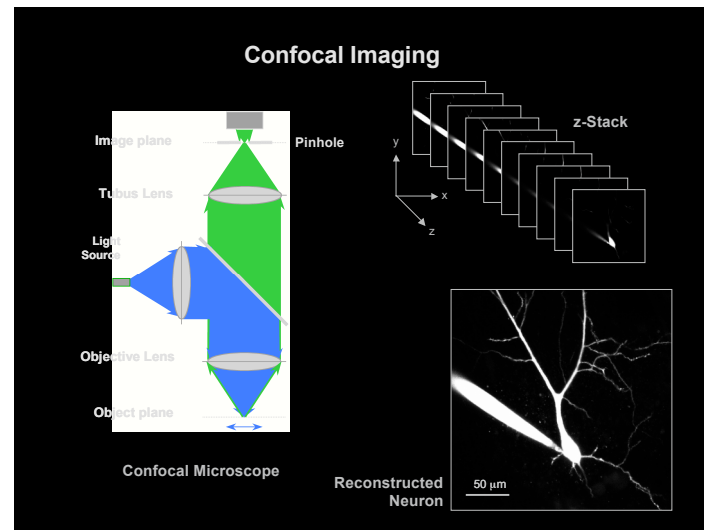 Confocal Imaging
Image plane
Pinhole
Tubus Lens
Light
Source
Objective Lens
Object plane
Confocal Microscope
z-Stack
y
x
z
Reconstructed
Neuron
50 μm